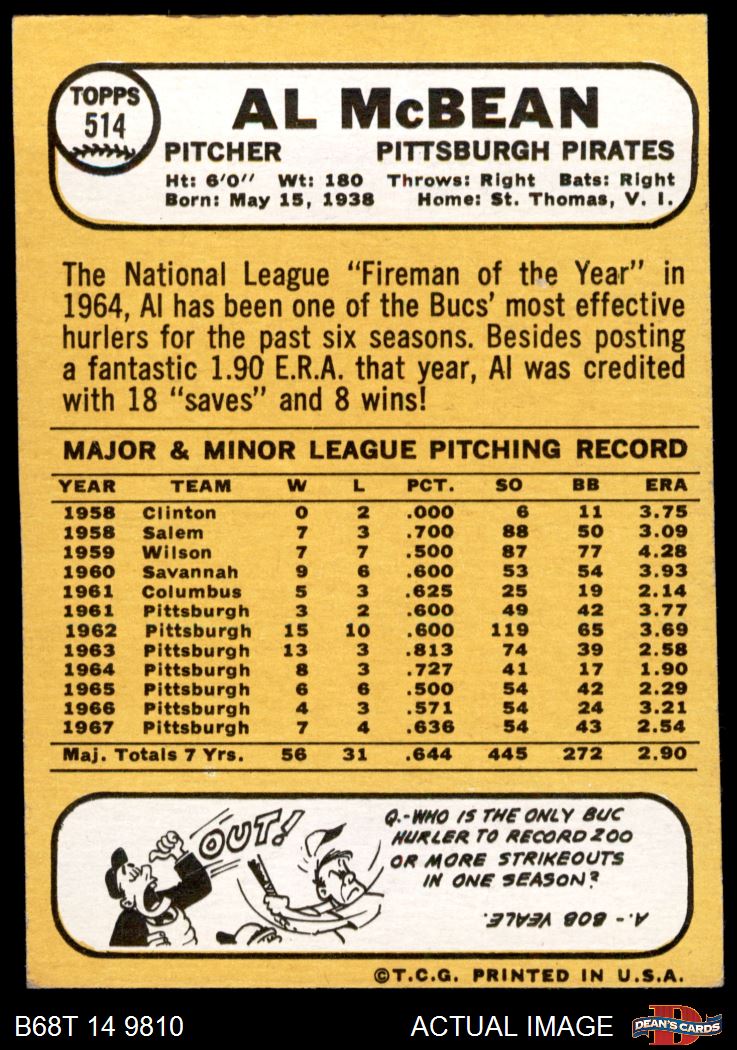 TOPPS
514
AL McBEAN
PITCHER PITTSBURGH PIRATES
Ht: 6'0" Wt: 180 Throws: Right Bats: Right
Born: May 15, 1938 Home: St. Thomas, V. I.
The National League "Fireman of the Year" in
1964, Al has been one of the Bucs' most effective
hurlers for the past six seasons. Besides posting
a fantastic 1.90 E.R.A. that year, Al was credited
with 18 "saves" and 8 wins!
MAJOR & MINOR LEAGUE PITCHING RECORD
YEAR TEAM W L PCT. SO BB ERA
1958 Clinton 0 2 .000 6 11 3.75
1958 Salem 7 3 .700 88 50 3.09
1959 Wilson 7 7 .500 87 77 4.28
1960 Savannah 9 6 .600 53 54 3.93
1961 Columbus 5 3 .625 25 19 2.14
1961 Pittsburgh 3 2 .600 49 42 3.77
1962 Pittsburgh 15 10 .600 119 65 3.69
1963 Pittsburgh 13 3 .813 74 39 2.58
1964 Pittsburgh 8 3 .727 41 17 1.90
1965 Pittsburgh 6 6 .500 54 42 2.29
1966 Pittsburgh 4 3 .571 54 24 3.21
1967 Pittsburgh 7 4 .636 54 43 2.54
Maj. Totals 7 Yrs. 56 31 .644 445 272 2.90
OUT!
Q.-WHO IS THE ONLY BUC
HURLER TO RECORD 200
OR MORE STRIKEOUTS
IN ONE SEASON?
A.- BOB VEALE.
©T.C.G. PRINTED IN U.S.A.
B68T 14 9810 ACTUAL IMAGE
DEAN'S CARDS